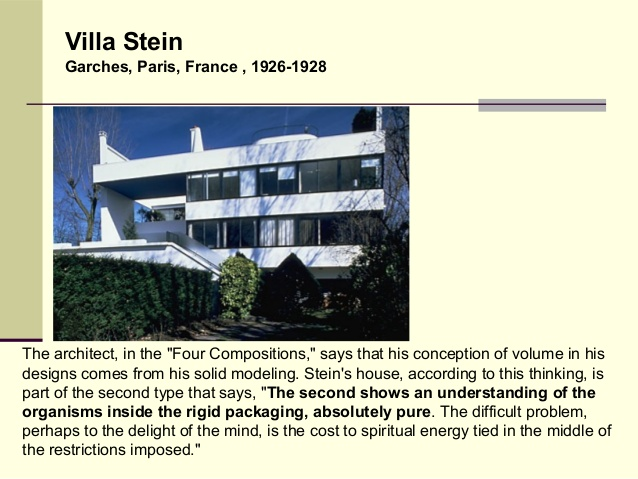 Villa Stein
Garches, Paris, France , 1926-1928
The architect, in the "Four Compositions," says that his conception of volume in his
designs comes from his solid modeling. Stein's house, according to this thinking, is
part of the second type that says, "The second shows an understanding of the
organisms inside the rigid packaging, absolutely pure. The difficult problem,
perhaps to the delight of the mind, is the cost to spiritual energy tied in the middle of
the restrictions imposed."